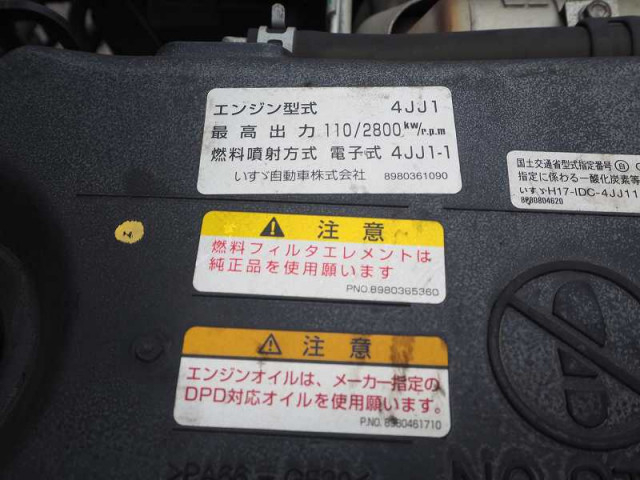 エンジン型式 4JJ1
最高出力 110/2800 kw/r.p.m
燃料噴射方式 電子式 4JJ1-1
いすゞ自動車株式会社 8980361090
国土交通省型式指定番号
指定に係わる一酸化炭素等
いすゞH17-IDC-4JJ11
8980804620
⚠ 注意
燃料フィルタエレメントは
純正品を使用願います
PNO.8980365360
⚠ 注意
エンジンオイルは、メーカー指定の
DPD対応オイルを使用願います。
P.NO.8980461710